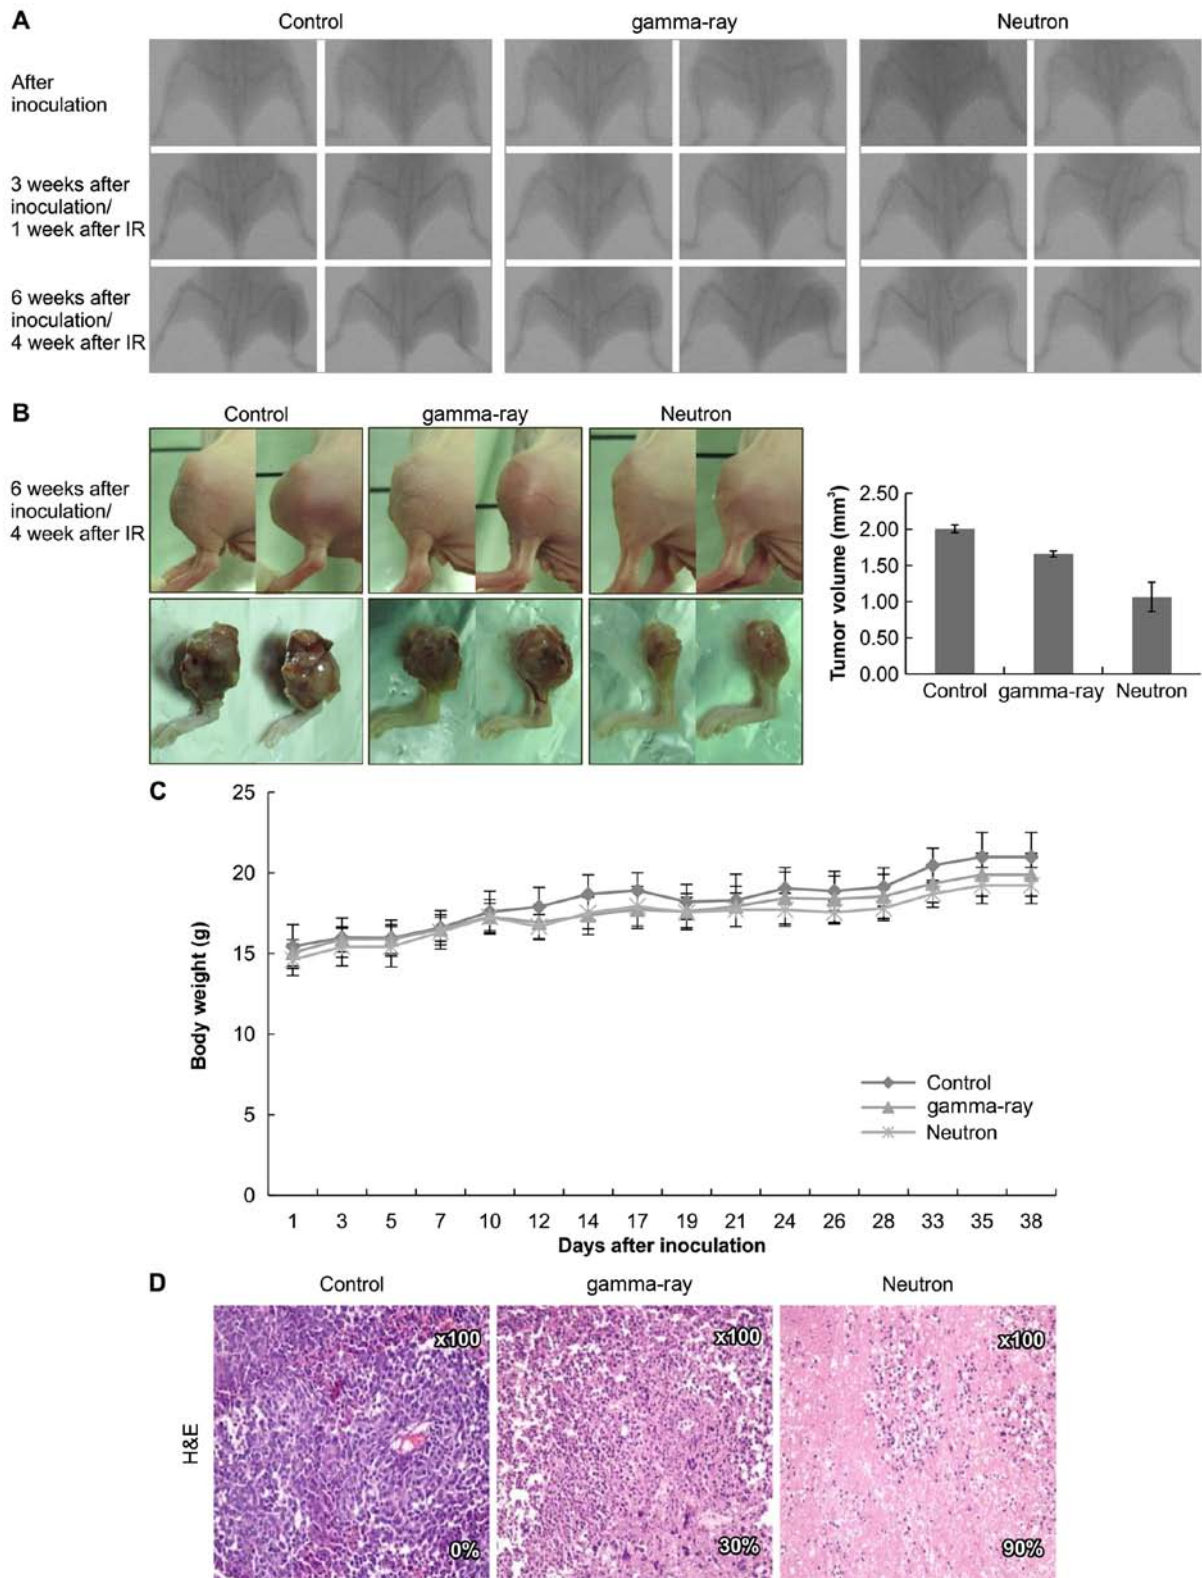 A
Control
gamma-ray
Neutron
After
inoculation
3 weeks after
inoculation/
1 week after IR
6 weeks after
inoculation/
4 week after IR
B
Control
gamma-ray
Neutron
6 weeks after
inoculation/
4 week after IR
Tumor volume (mm³)
2.50
2.00
1.50
1.00
0.50
0.00
Control
gamma-ray
Neutron
C
Body weight (g)
25
20
15
10
5
0
Control
gamma-ray
Neutron
1 3 5 7 10 12 14 17 19 21 24 26 28 33 35 38
Days after inoculation
D
Control
gamma-ray
Neutron
H&E
x100
x100
x100
0%
30%
90%